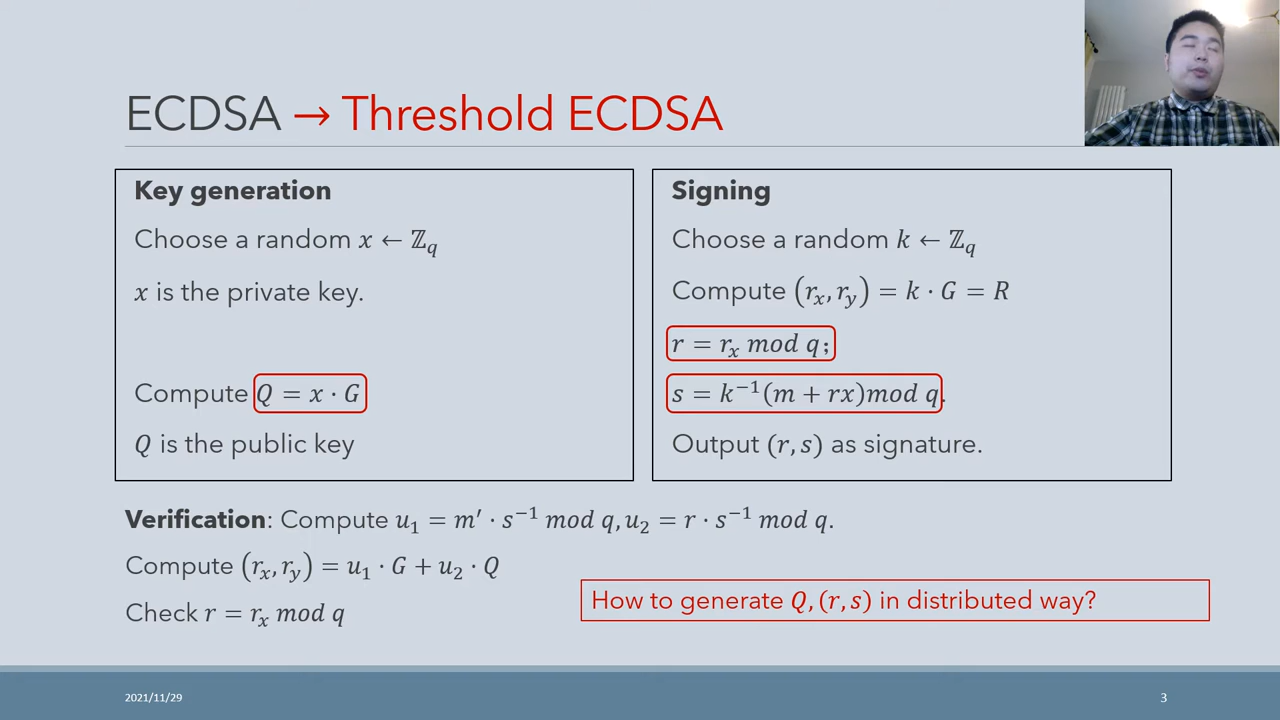 ECDSA → Threshold ECDSA
Key generation
Choose a random x ← ℤ_q
x is the private key.
Compute Q = x · G
Q is the public key
Signing
Choose a random k ← ℤ_q
Compute (r_x, r_y) = k · G = R
r = r_x mod q;
s = k^{-1}(m + rx)mod q.
Output (r, s) as signature.
Verification: Compute u_1 = m′ · s^{-1} mod q, u_2 = r · s^{-1} mod q.
Compute (r_x, r_y) = u_1 · G + u_2 · Q
Check r = r_x mod q
How to generate Q, (r, s) in distributed way?
2021/11/29
3